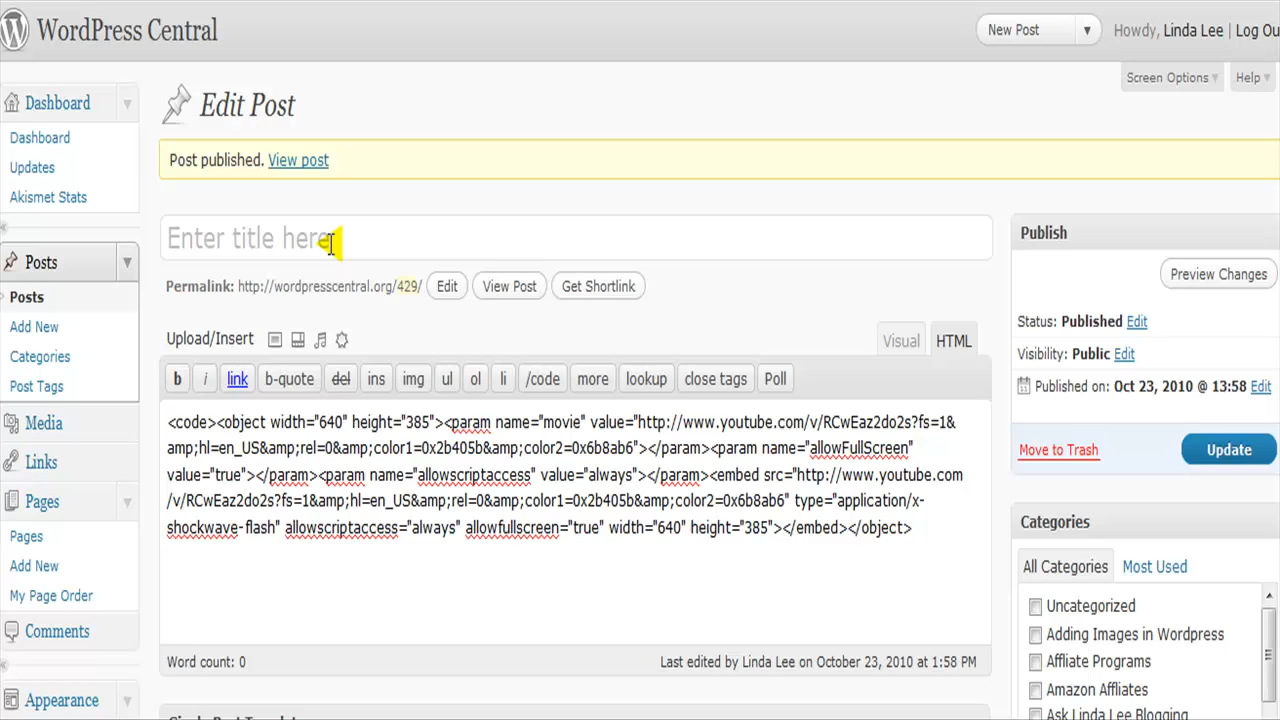 WordPress Central
New Post
Howdy, Linda Lee | Log Ou
Screen Options
Help
Dashboard
Dashboard
Updates
Akismet Stats
Posts
Posts
Add New
Categories
Post Tags
Media
Links
Pages
Pages
Add New
My Page Order
Comments
Appearance
Edit Post
Post published. View post
Enter title here
Permalink: http://wordpresscentral.org/429/
Edit
View Post
Get Shortlink
Upload/Insert
Visual
HTML
b
i
link
b-quote
del
ins
img
ul
ol
li
/code
more
lookup
close tags
Poll
<code><object width="640" height="385"><param name="movie" value="http://www.youtube.com/v/RCwEaz2do2s?fs=1&
amp;hl=en_US&amp;rel=0&amp;color1=0x2b405b&amp;color2=0x6b8ab6"></param><param name="allowFullScreen"
value="true"></param><param name="allowscriptaccess" value="always"></param><embed src="http://www.youtube.com
/v/RCwEaz2do2s?fs=1&amp;hl=en_US&amp;rel=0&amp;color1=0x2b405b&amp;color2=0x6b8ab6" type="application/x-
shockwave-flash" allowscriptaccess="always" allowfullscreen="true" width="640" height="385"></embed></object>
Word count: 0
Last edited by Linda Lee on October 23, 2010 at 1:58 PM
Publish
Preview Changes
Status: Published Edit
Visibility: Public Edit
Published on: Oct 23, 2010 @ 13:58 Edit
Move to Trash
Update
Categories
All Categories
Most Used
Uncategorized
Adding Images in Wordpress
Affliate Programs
Amazon Affliates
Ask Linda Lee Blogging